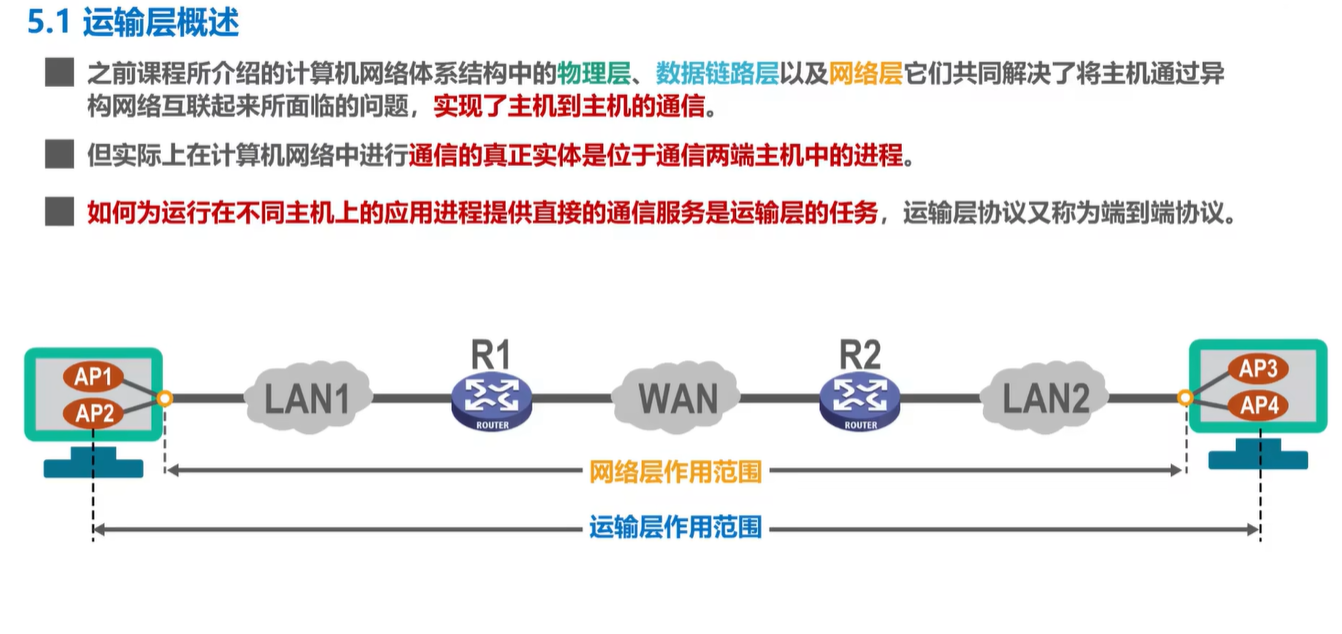 5.1 运输层概述
之前课程所介绍的计算机网络体系结构中的物理层、数据链路层以及网络层它们共同解决了将主机通过异
构网络互联起来所面临的问题，实现了主机到主机的通信。
但实际上在计算机网络中进行通信的真正实体是位于通信两端主机中的进程。
如何为运行在不同主机上的应用进程提供直接的通信服务是运输层的任务，运输层协议又称为端到端协议。
R1
R2
AP1
AP2
LAN1
ROUTER
WAN
ROUTER
LAN2
AP3
AP4
网络层作用范围
运输层作用范围